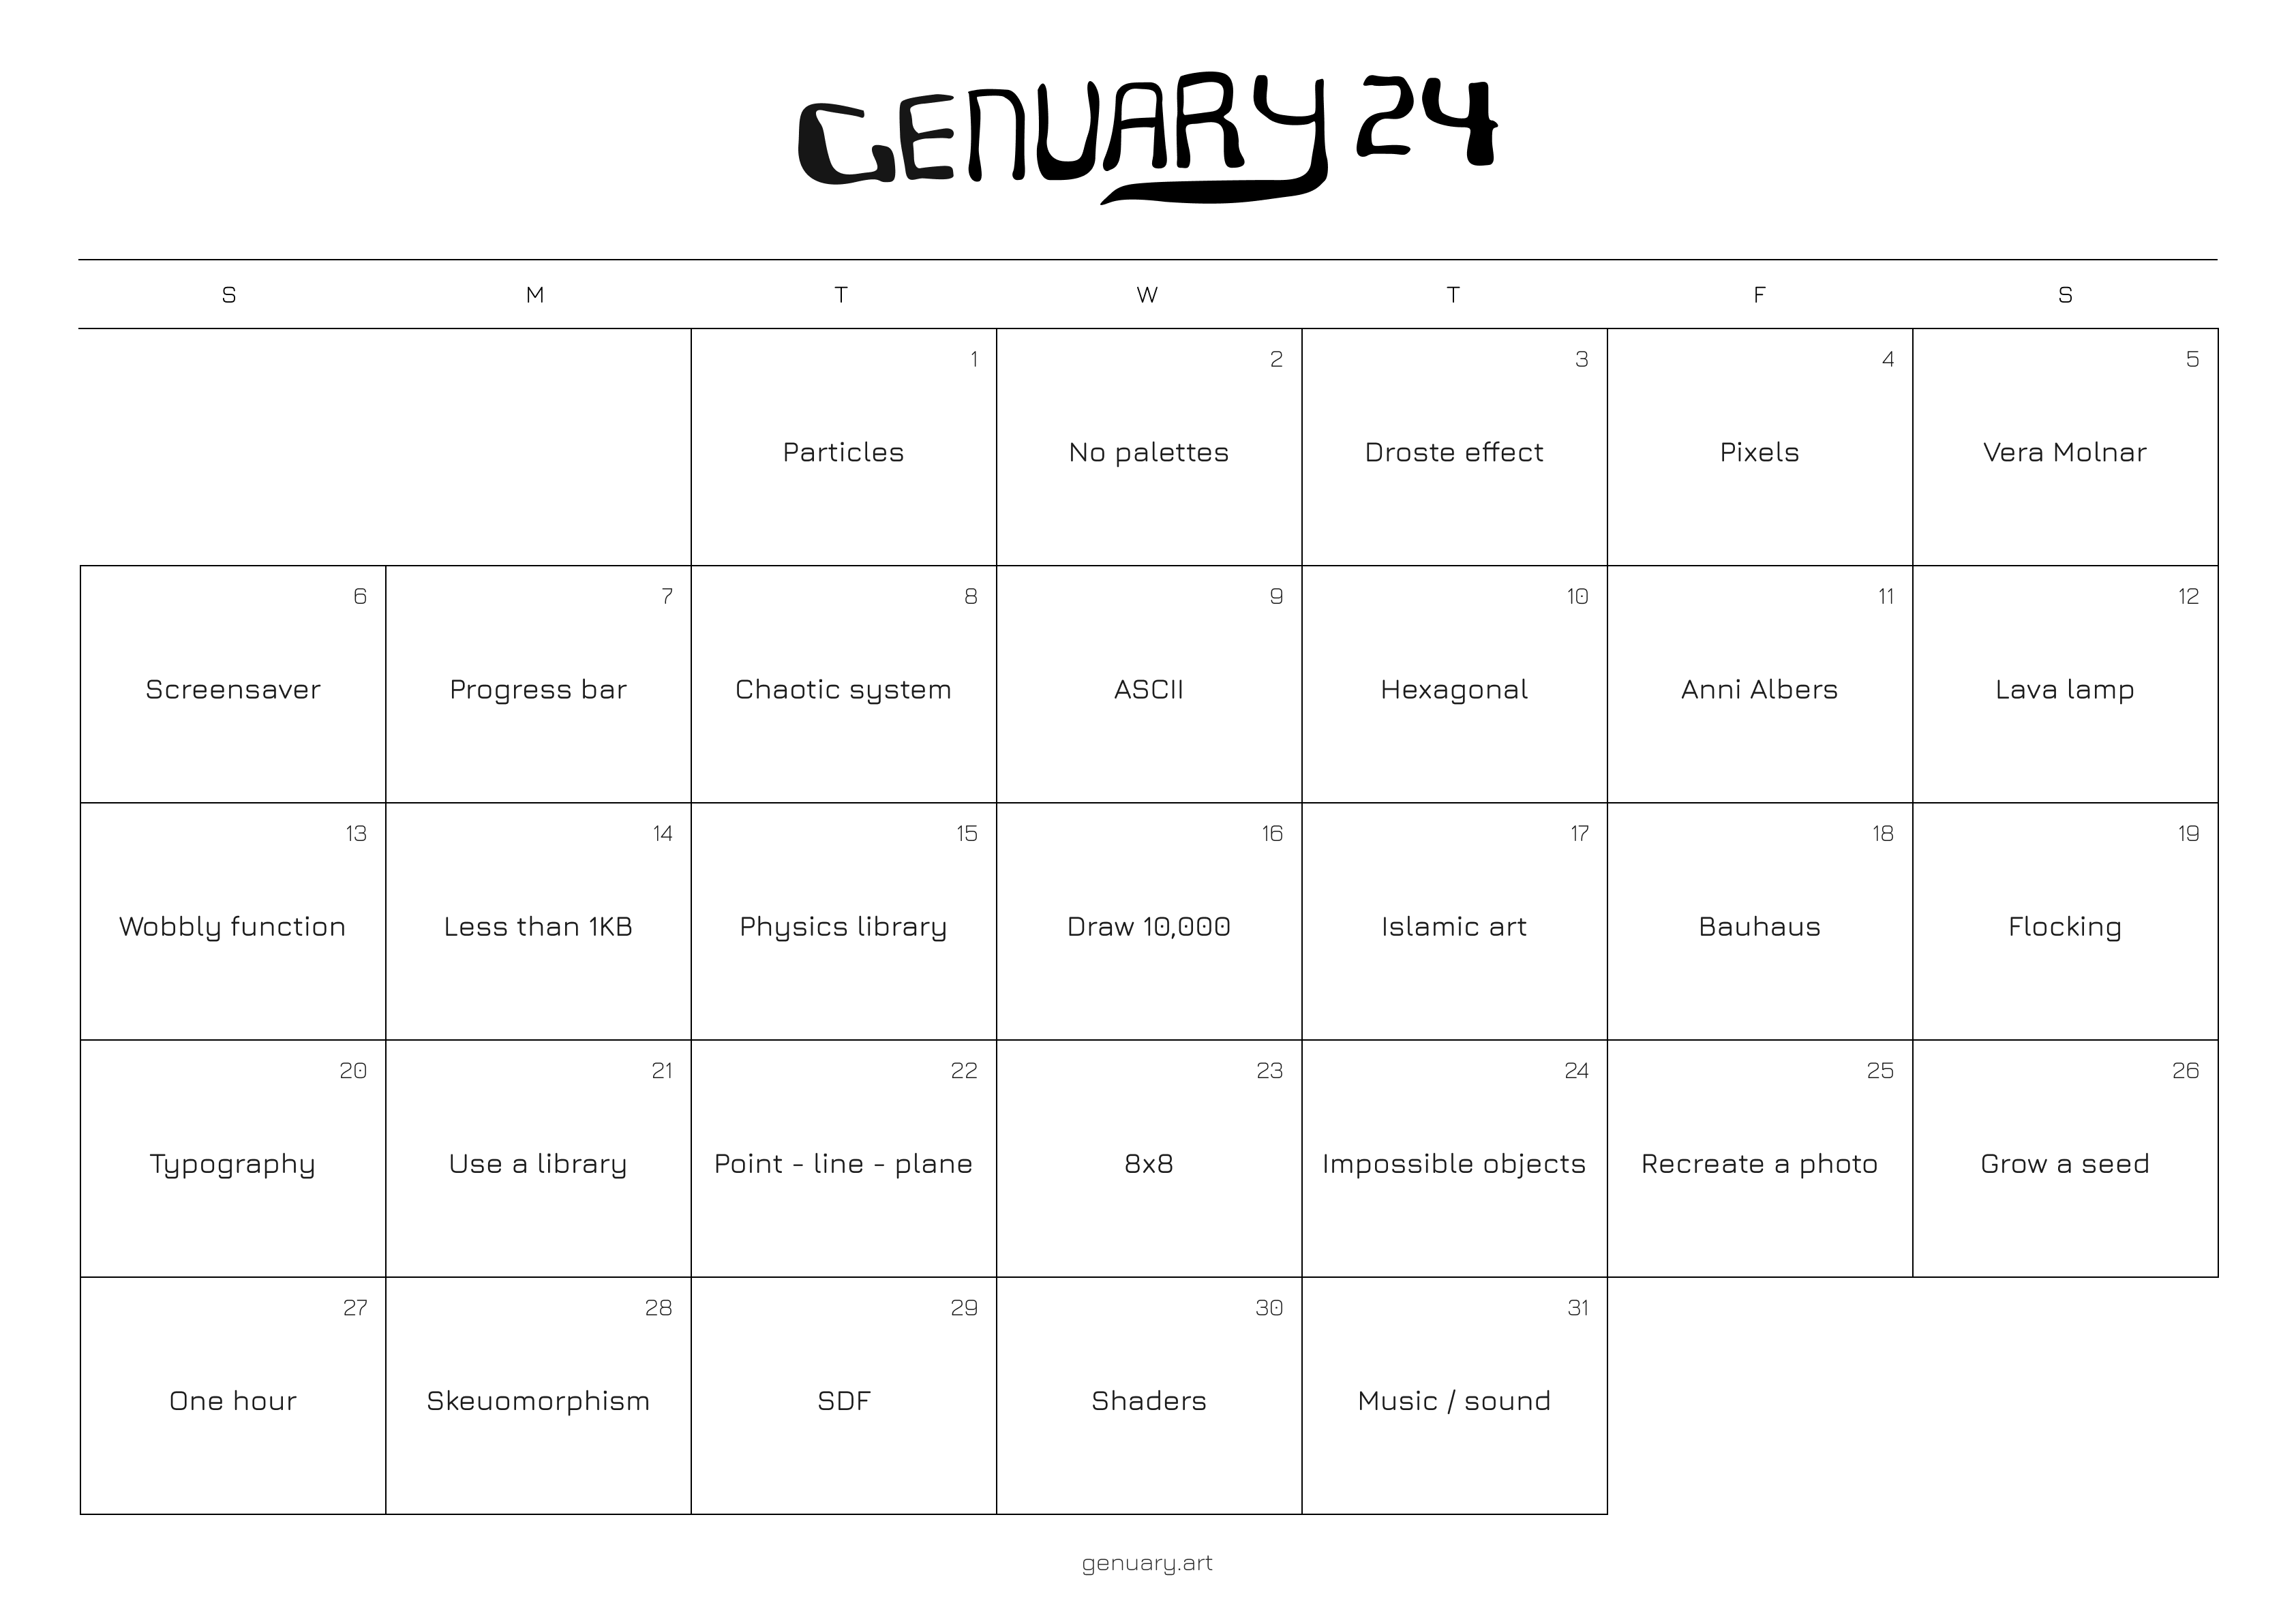 GENUARY 24
S M T W T F S
1 2 3 4 5
Particles No palettes Droste effect Pixels Vera Molnar
6 7 8 9 10 11 12
Screensaver Progress bar Chaotic system ASCII Hexagonal Anni Albers Lava lamp
13 14 15 16 17 18 19
Wobbly function Less than 1KB Physics library Draw 10,000 Islamic art Bauhaus Flocking
20 21 22 23 24 25 26
Typography Use a library Point - line - plane 8x8 Impossible objects Recreate a photo Grow a seed
27 28 29 30 31
One hour Skeuomorphism SDF Shaders Music / sound
genuary.art